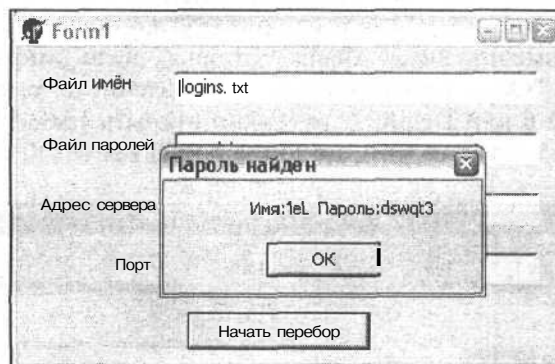 Form1
Файл имён
logins. txt
Файл паролей
Пароль найден
Адрес сервера
Имя:1eL Пароль:dswqt3
Порт
OK
Начать перебор